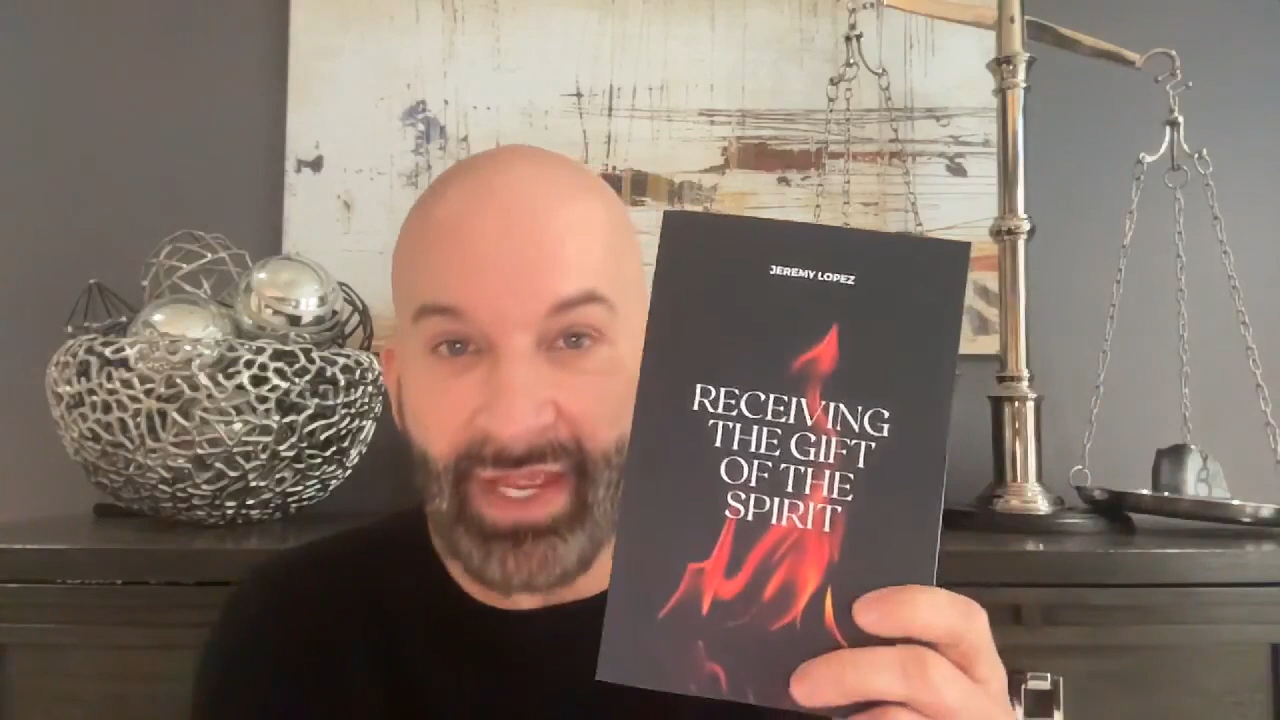 JEREMY LOPEZ
RECEIVING
THE GIFT
OF THE
SPIRIT